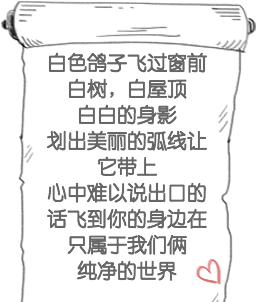 白色鸽子飞过窗前
白树，白屋顶
白白的身影
划出美丽的弧线让
它带上
心中难以说出口的
话飞到你的身边在
只属于我们俩
纯净的世界